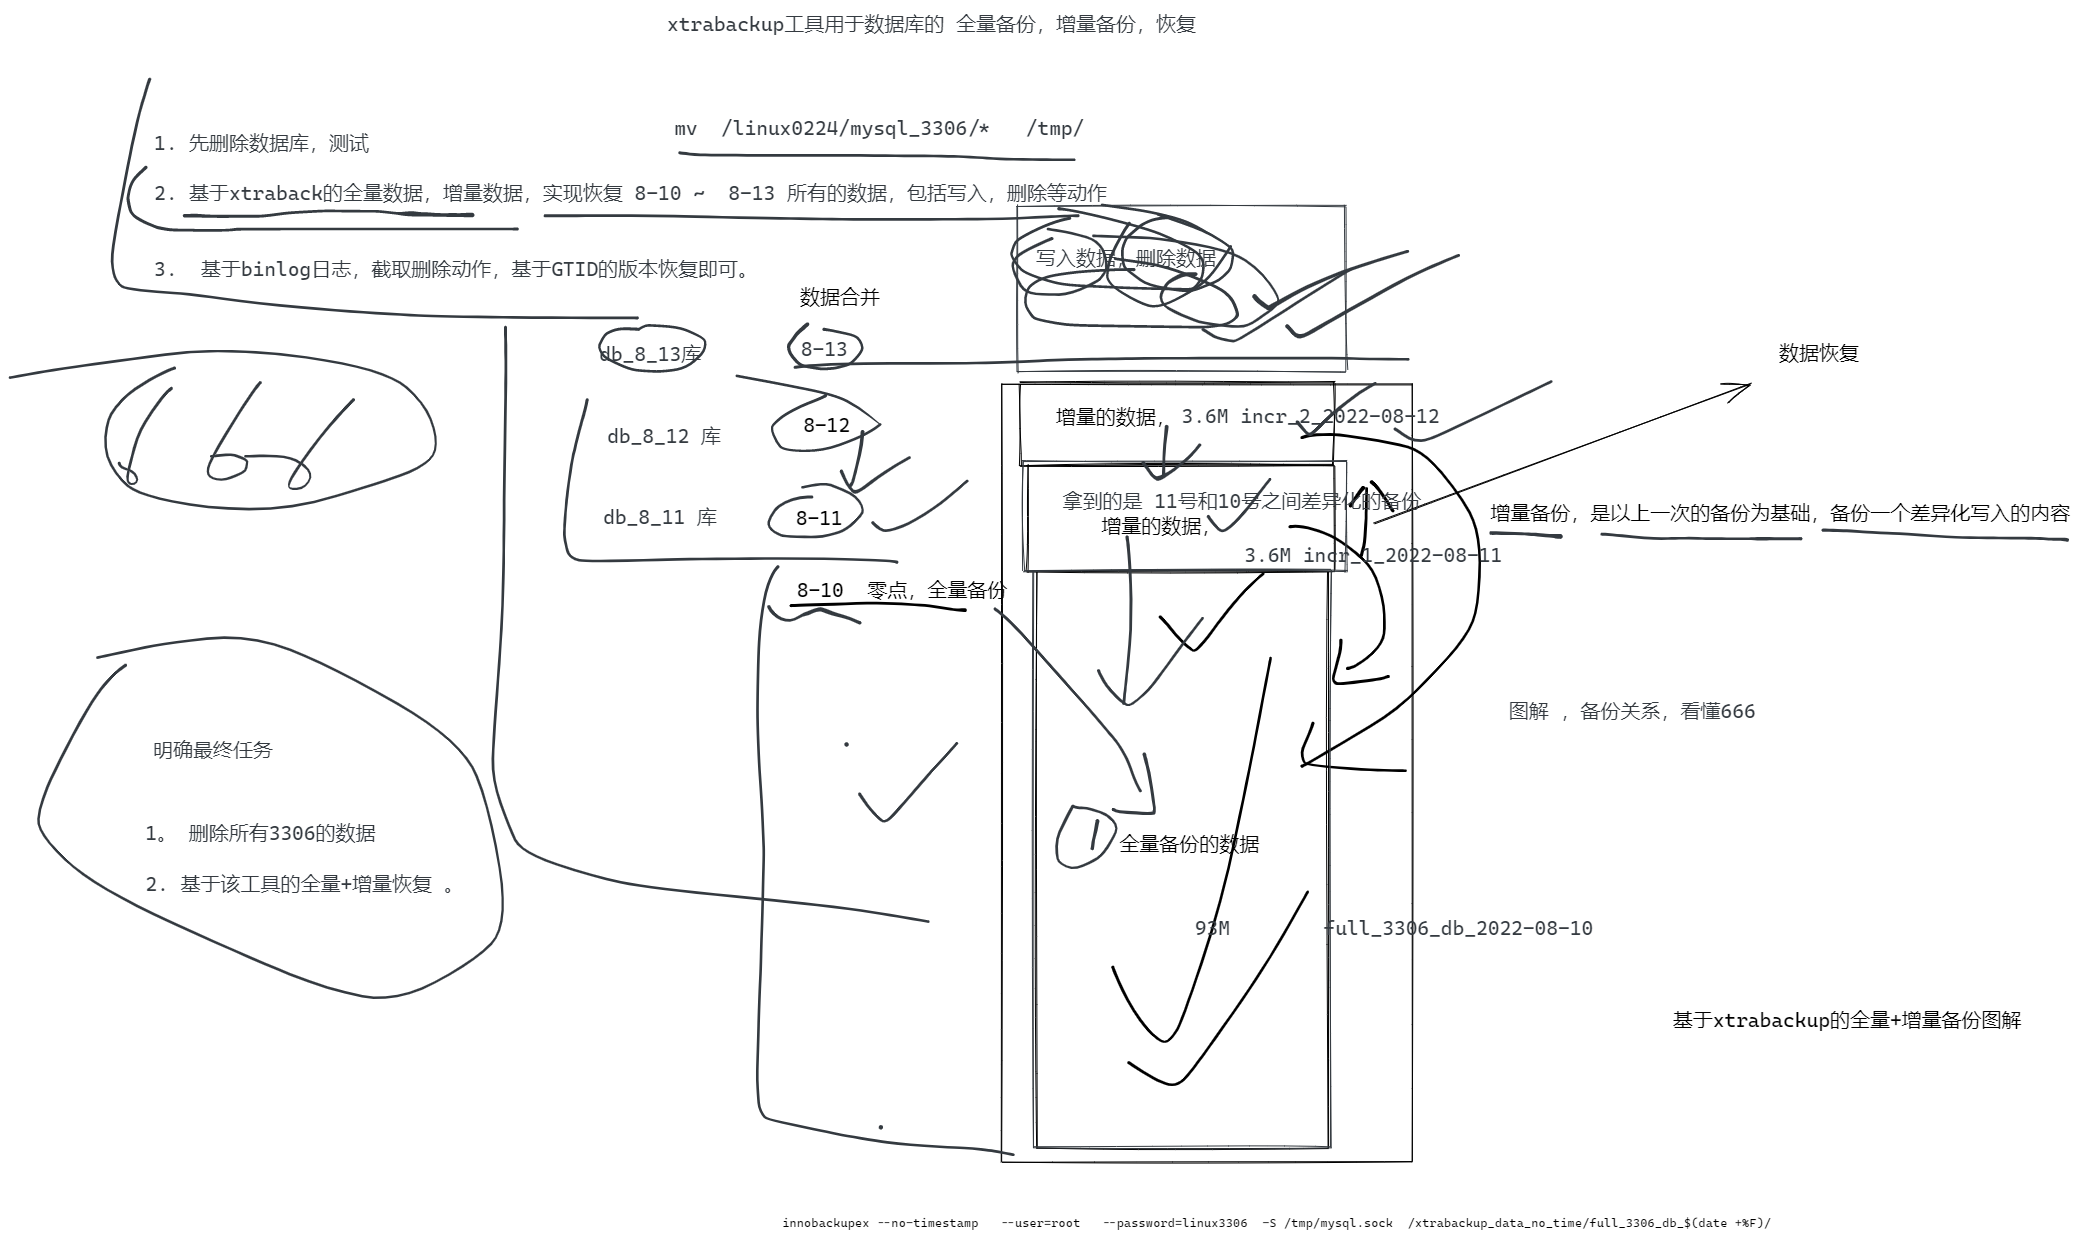 xtrabackup工具用于数据库的 全量备份，增量备份，恢复
mv /linux0224/mysql_3306/* /tmp/
1. 先删除数据库，测试
2. 基于xtraback的全量数据，增量数据，实现恢复 8-10 ~ 8-13 所有的数据，包括写入，删除等动作
3. 基于binlog日志，截取删除动作，基于GTID的版本恢复即可。
写入数据，删除数据
数据合并
db_8_13库
8-13
数据恢复
db_8_12 库
8-12
增量的数据，
3.6M incr_2_2022-08-12
db_8_11 库
8-11
拿到的是 11号和10号之间差异化的备份
增量的数据，
3.6M incr_1_2022-08-11
增量备份，是以上一次的备份为基础，备份一个差异化写入的内容
8-10 零点，全量备份
图解 ，备份关系，看懂666
明确最终任务
1。 删除所有3306的数据
2. 基于该工具的全量+增量恢复 。
1
全量备份的数据
93M full_3306_db_2022-08-10
基于xtrabackup的全量+增量备份图解
innobackupex --no-timestamp --user=root --password=linux3306 -S /tmp/mysql.sock /xtrabackup_data_no_time/full_3306_db_$(date +%F)/